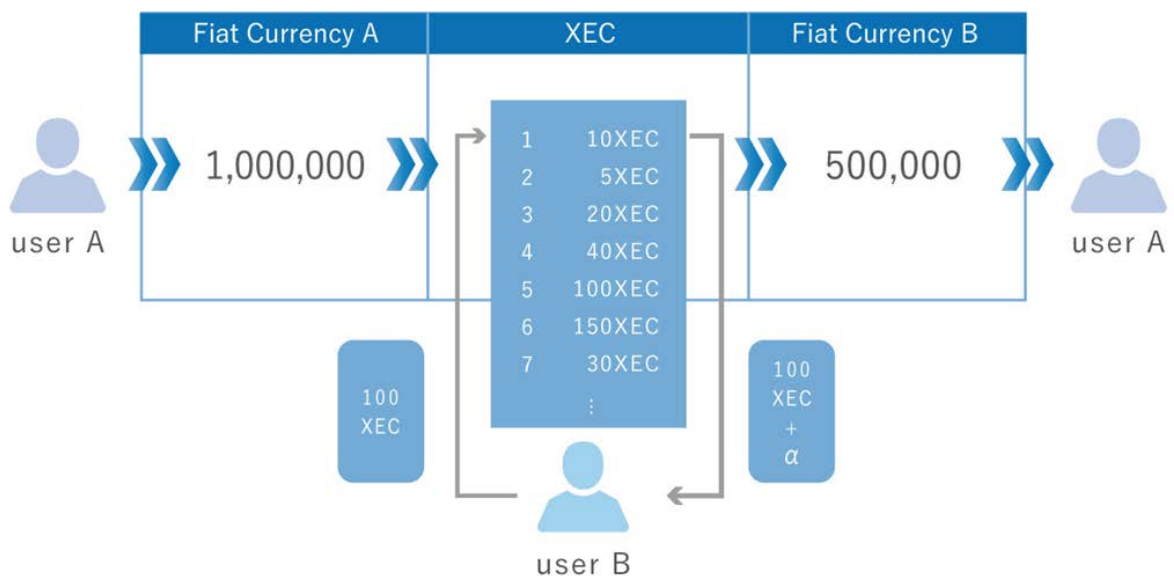 Fiat Currency A
XEC
Fiat Currency B
1,000,000
500,000
user A
user A
1 10XEC
2 5XEC
3 20XEC
4 40XEC
5 100XEC
6 150XEC
7 30XEC
⋮
100
XEC
100
XEC
+
α
user B